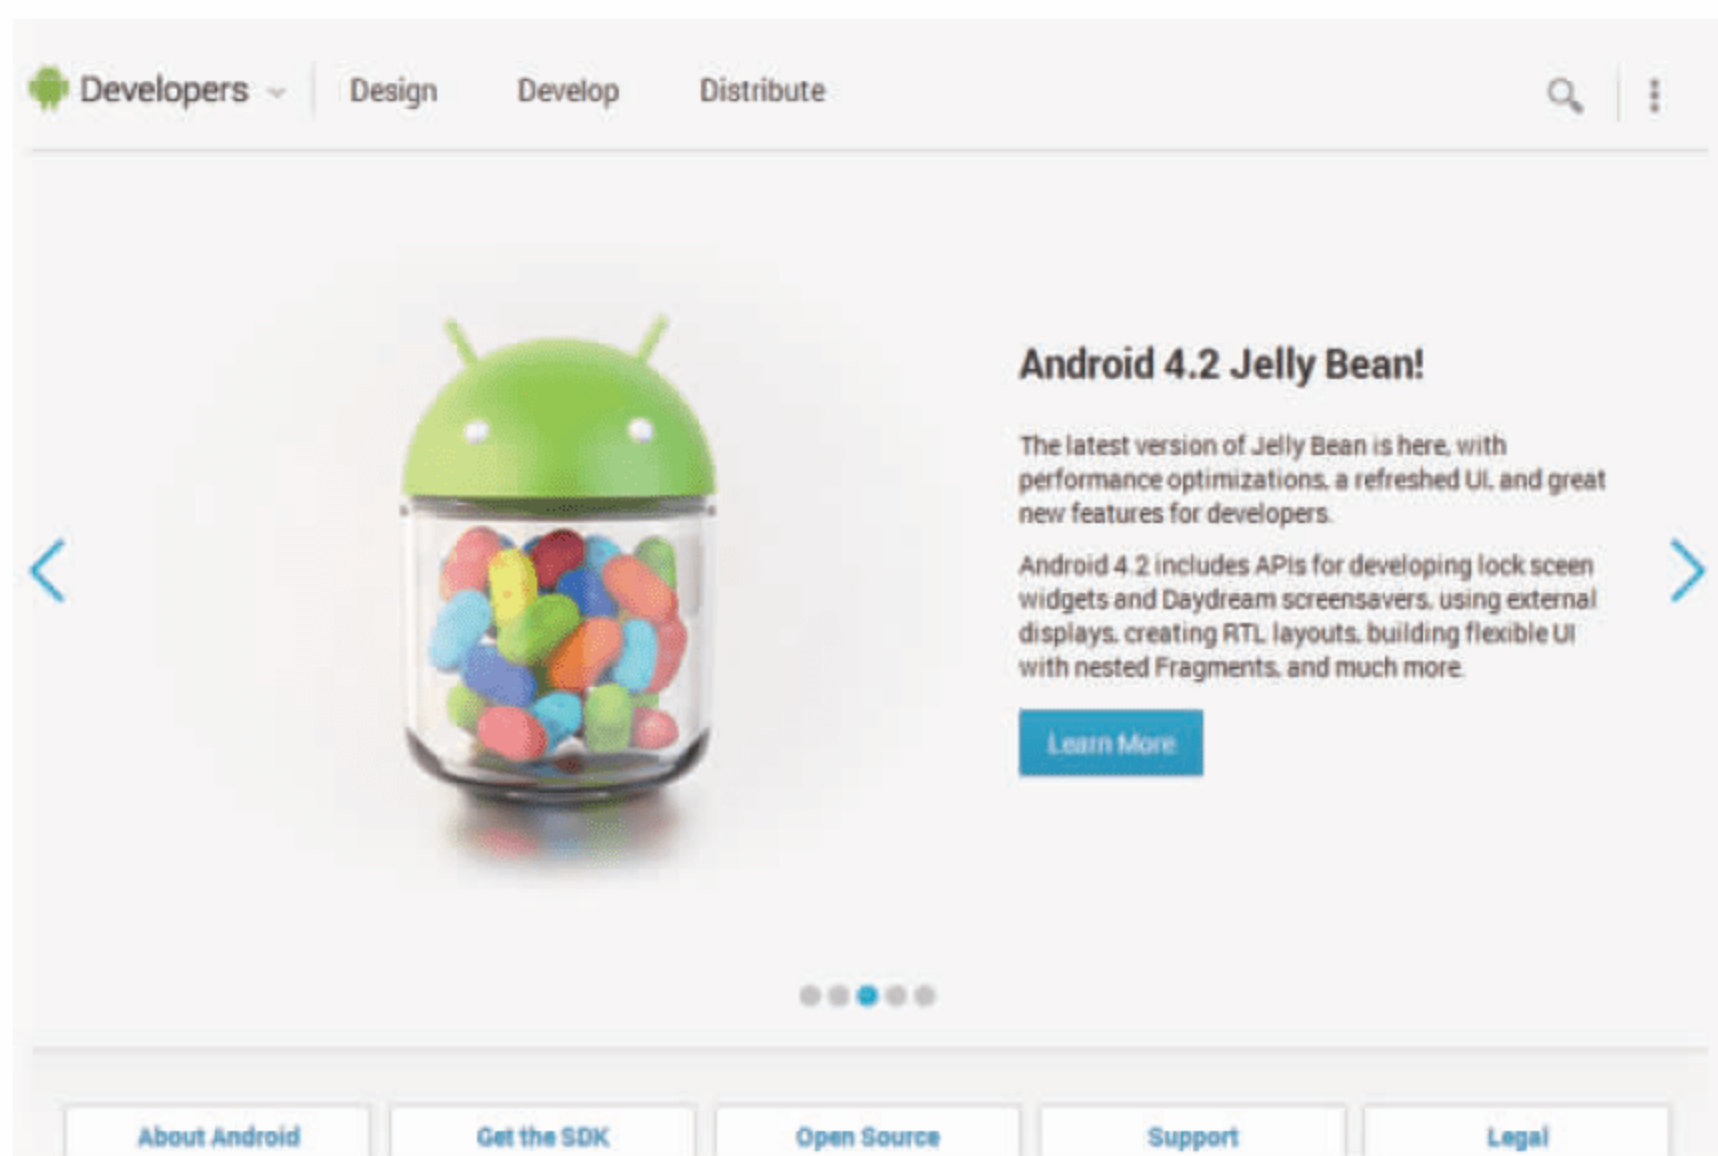 Developers Design Develop Distribute
Android 4.2 Jelly Bean!
The latest version of Jelly Bean is here, with
performance optimizations, a refreshed UI, and great
new features for developers.
Android 4.2 includes APIs for developing lock sceen
widgets and Daydream screensavers, using external
displays, creating RTL layouts, building flexible UI
with nested Fragments, and much more.
Learn More
About Android Get the SDK Open Source Support Legal